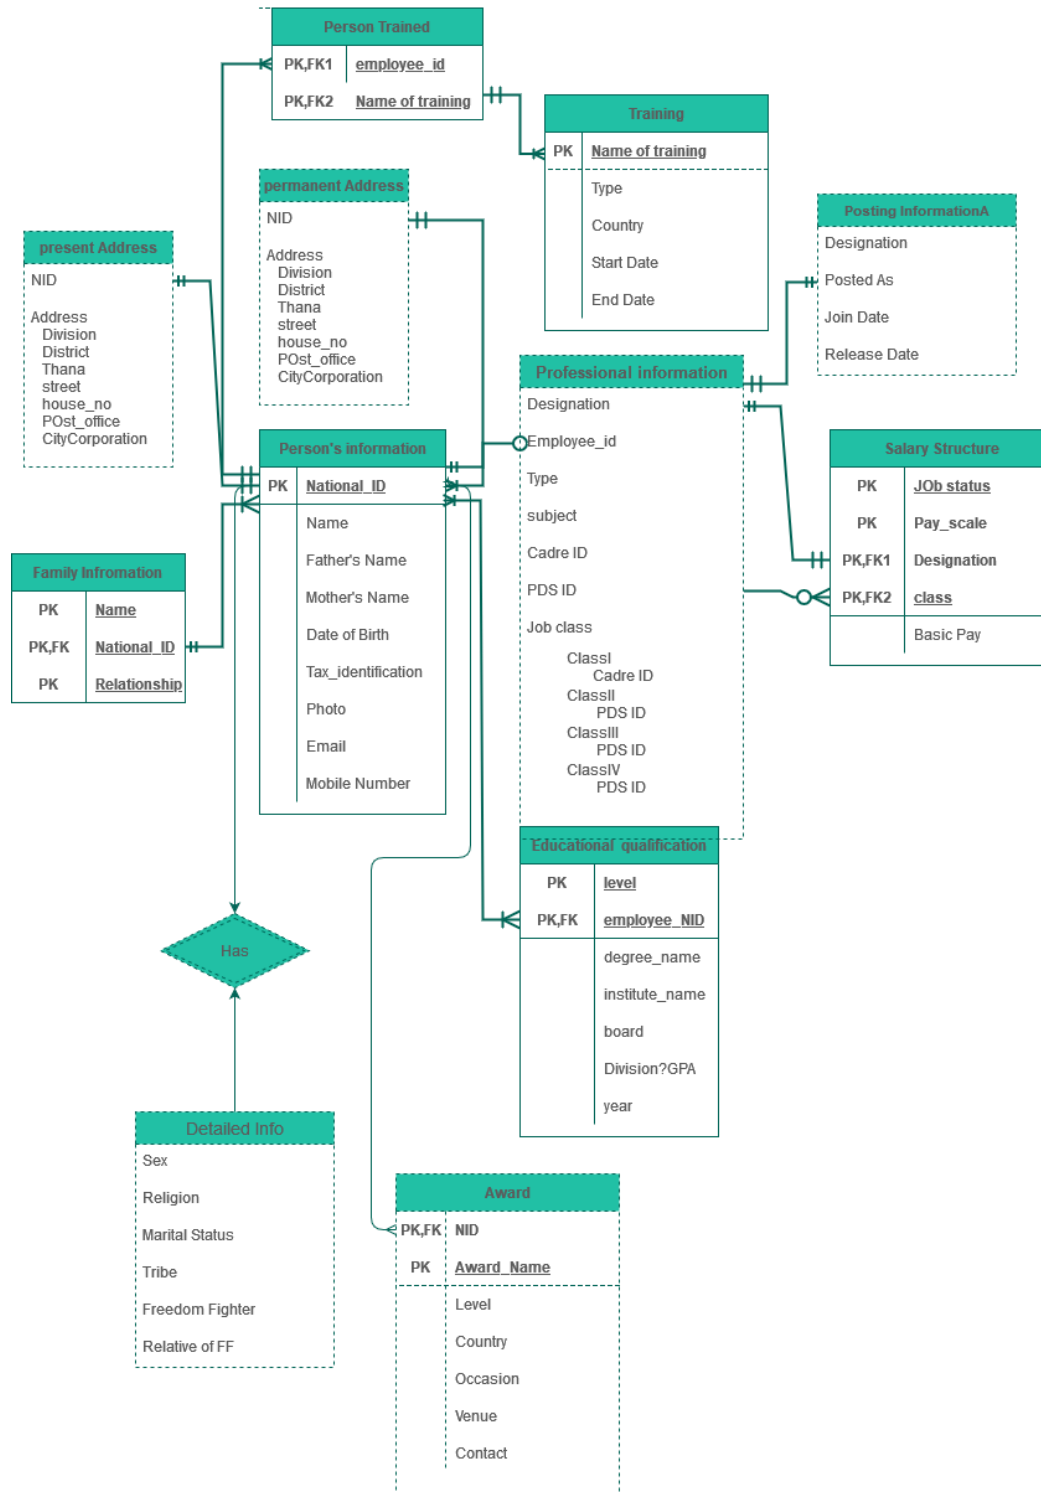 Person Trained
PK,FK1 employee_id
PK,FK2 Name of training
Training
PK Name of training
Type
Country
Start Date
End Date
permanent Address
NID
Address
Division
District
Thana
street
house_no
POst_office
CityCorporation
Posting InformationA
Designation
Posted As
Join Date
Release Date
present Address
NID
Address
Division
District
Thana
street
house_no
POst_office
CityCorporation
Professional information
Designation
Employee_id
Type
subject
Cadre ID
PDS ID
Job class
ClassI
Cadre ID
ClassII
PDS ID
ClassIII
PDS ID
ClassIV
PDS ID
Person's information
PK National_ID
Name
Father's Name
Mother's Name
Date of Birth
Tax_identification
Photo
Email
Mobile Number
Salary Structure
PK JOb status
PK Pay_scale
PK,FK1 Designation
PK,FK2 class
Basic Pay
Family Infromation
PK Name
PK,FK National_ID
PK Relationship
Educational qualification
PK level
PK,FK employee_NID
degree_name
institute_name
board
Division?GPA
year
Has
Detailed Info
Sex
Religion
Marital Status
Tribe
Freedom Fighter
Relative of FF
Award
PK,FK NID
PK Award_Name
Level
Country
Occasion
Venue
Contact